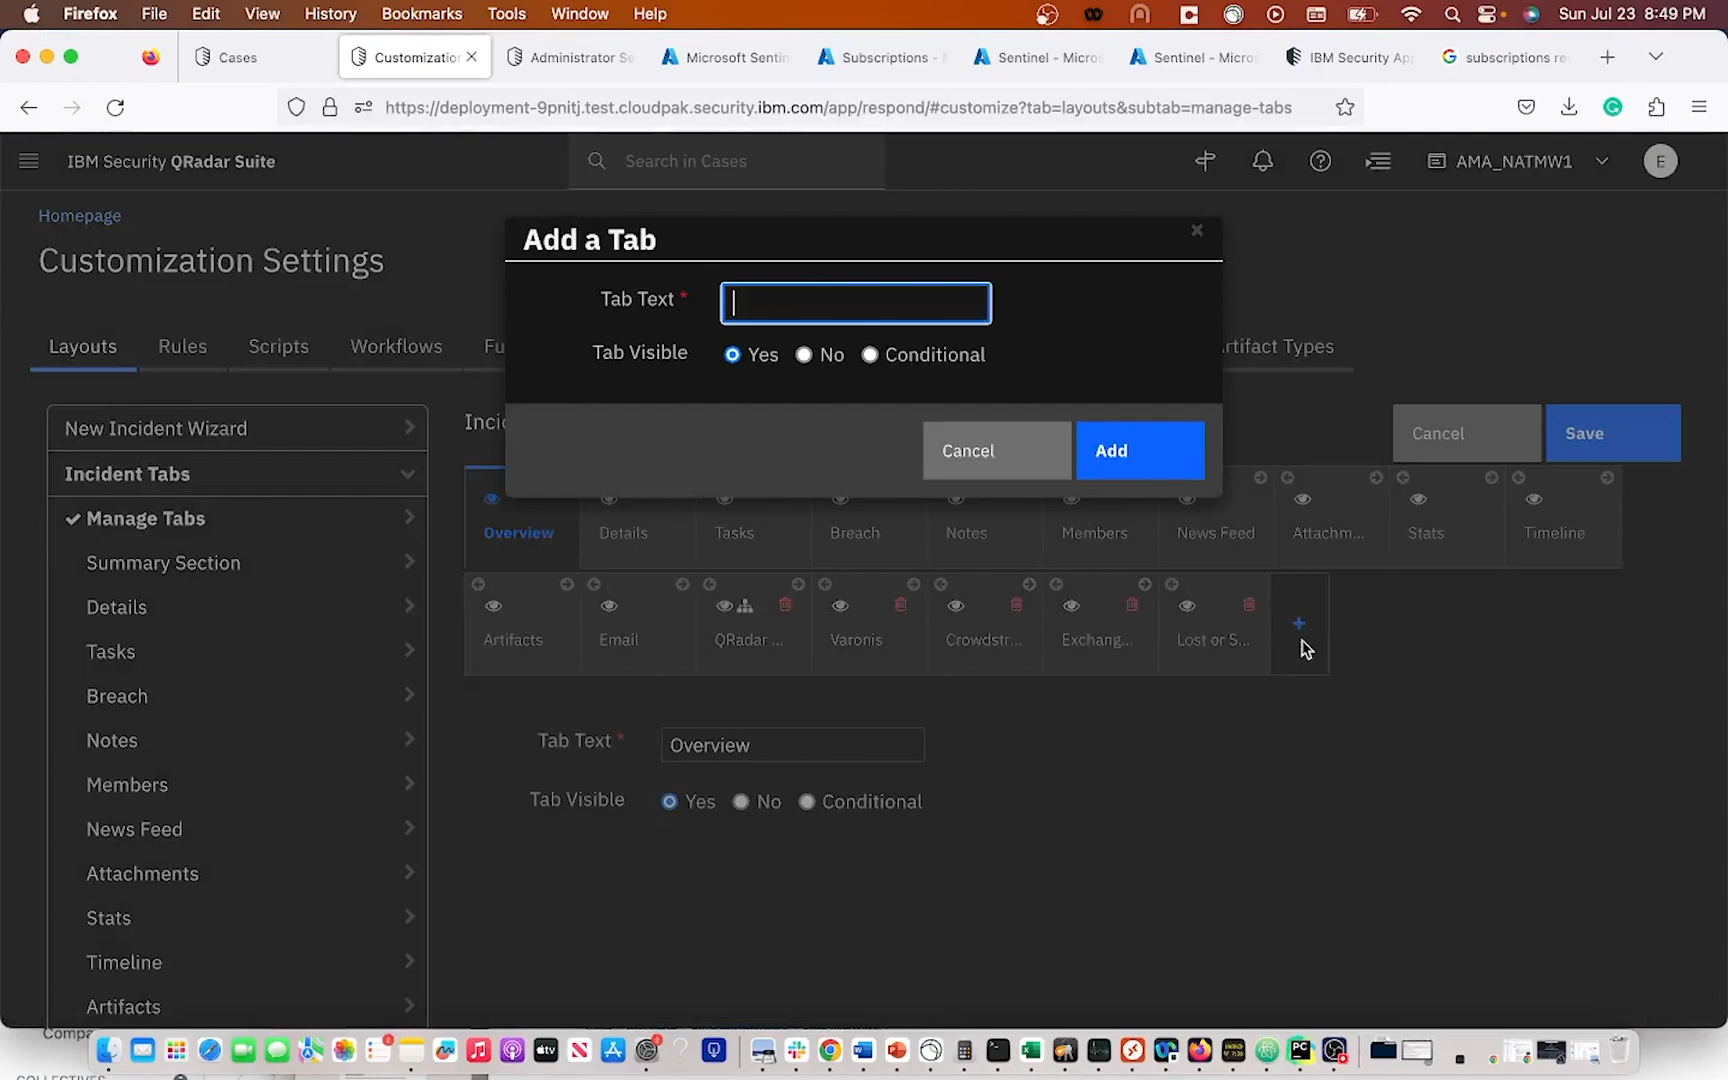 Firefox File Edit View History Bookmarks Tools Window Help Sun Jul 23 8:49 PM
Cases Customizatio Administrator Se Microsoft Senti Subscriptions - Sentinel - Micros Sentinel - Micros IBM Security Ap subscriptions re
https://deployment-9pnitj.test.cloudpak.security.ibm.com/app/respond/#customize?tab=layouts&subtab=manage-tabs
IBM Security QRadar Suite Search in Cases AMA_NATMW1 E
Homepage
Customization Settings
Add a Tab
Tab Text *
Tab Visible Yes No Conditional
Cancel Add
Layouts Rules Scripts Workflows Fu rtifact Types
New Incident Wizard
Incident Tabs
Manage Tabs
Summary Section
Details
Tasks
Breach
Notes
Members
News Feed
Attachments
Stats
Timeline
Artifacts
Inci Cancel Save
Overview Details Tasks Breach Notes Members News Feed Attachm... Stats Timeline
Artifacts Email QRadar ... Varonis Crowdstr... Exchang... Lost or S...
Tab Text * Overview
Tab Visible Yes No Conditional
Compa